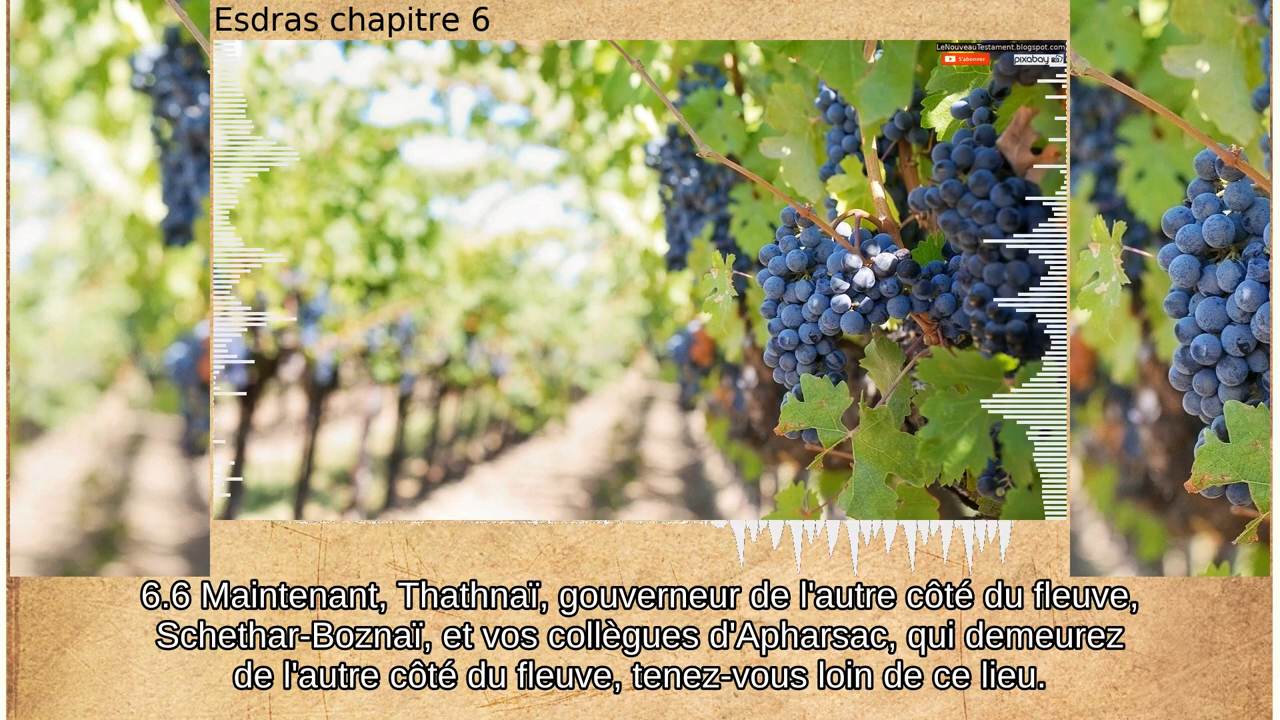 Esdras chapitre 6
LeNouveauTestament.blogspot.com
S'abonner
pixabay
6.6 Maintenant, Thathnaï, gouverneur de l'autre côté du fleuve,
Schethar-Boznaï, et vos collègues d'Apharsac, qui demeurez
de l'autre côté du fleuve, tenez-vous loin de ce lieu.